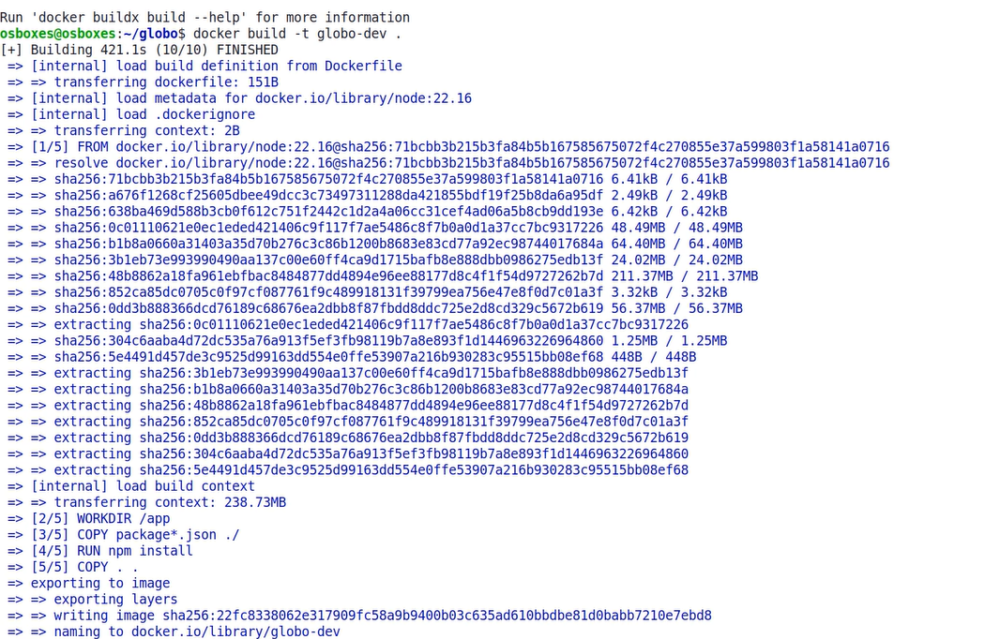 Run 'docker buildx build --help' for more information
osboxes@osboxes:~/globo$ docker build -t globo-dev .
[+] Building 421.1s (10/10) FINISHED
=> [internal] load build definition from Dockerfile
=> => transferring dockerfile: 151B
=> [internal] load metadata for docker.io/library/node:22.16
=> [internal] load .dockerignore
=> => transferring context: 2B
=> [1/5] FROM docker.io/library/node:22.16@sha256:71bcbb3b215b3fa84b5b167585675072f4c270855e37a599803f1a58141a0716
=> => resolve docker.io/library/node:22.16@sha256:71bcbb3b215b3fa84b5b167585675072f4c270855e37a599803f1a58141a0716
=> => sha256:71bcbb3b215b3fa84b5b167585675072f4c270855e37a599803f1a58141a0716 6.41kB / 6.41kB
=> => sha256:a676f1268cf25605dbee49dcc3c73497311288da421855bdf19f25b8da6a95df 2.49kB / 2.49kB
=> => sha256:638ba469d588b3cb0f612c751f2442c1d2a4a06cc31cef4ad06a5b8cb9dd193e 6.42kB / 6.42kB
=> => sha256:0c01110621e0ec1eded421406c9f117f7ae5486c8f7b0a0d1a37cc7bc9317226 48.49MB / 48.49MB
=> => sha256:b1b8a0660a31403a35d70b276c3c86b1200b8683e83cd77a92ec98744017684a 64.40MB / 64.40MB
=> => sha256:3b1eb73e993990490aa137c00e60ff4ca9d1715bafb8e888dbb0986275edb13f 24.02MB / 24.02MB
=> => sha256:48b8862a18fa961ebfbac8484877dd4894e96ee88177d8c4f1f54d9727262b7d 211.37MB / 211.37MB
=> => sha256:852ca85dc0705c0f97cf087761f9c489918131f39799ea756e47e8f0d7c01a3f 3.32kB / 3.32kB
=> => sha256:0dd3b888366dcd76189c68676ea2dbb8f87fbdd8ddc725e2d8cd329c5672b619 56.37MB / 56.37MB
=> => extracting sha256:0c01110621e0ec1eded421406c9f117f7ae5486c8f7b0a0d1a37cc7bc9317226
=> => sha256:304c6aaba4d72dc535a76a913f5ef3fb98119b7a8e893f1d1446963226964860 1.25MB / 1.25MB
=> => sha256:5e4491d457de3c9525d99163dd554e0ffe53907a216b930283c95515bb08ef68 448B / 448B
=> => extracting sha256:3b1eb73e993990490aa137c00e60ff4ca9d1715bafb8e888dbb0986275edb13f
=> => extracting sha256:b1b8a0660a31403a35d70b276c3c86b1200b8683e83cd77a92ec98744017684a
=> => extracting sha256:48b8862a18fa961ebfbac8484877dd4894e96ee88177d8c4f1f54d9727262b7d
=> => extracting sha256:852ca85dc0705c0f97cf087761f9c489918131f39799ea756e47e8f0d7c01a3f
=> => extracting sha256:0dd3b888366dcd76189c68676ea2dbb8f87fbdd8ddc725e2d8cd329c5672b619
=> => extracting sha256:304c6aaba4d72dc535a76a913f5ef3fb98119b7a8e893f1d1446963226964860
=> => extracting sha256:5e4491d457de3c9525d99163dd554e0ffe53907a216b930283c95515bb08ef68
=> [internal] load build context
=> => transferring context: 238.73MB
=> [2/5] WORKDIR /app
=> [3/5] COPY package*.json ./
=> [4/5] RUN npm install
=> [5/5] COPY . .
=> exporting to image
=> => exporting layers
=> => writing image sha256:22fc8338062e317909fc58a9b9400b03c635ad610bbdbe81d0babb7210e7ebd8
=> => naming to docker.io/library/globo-dev